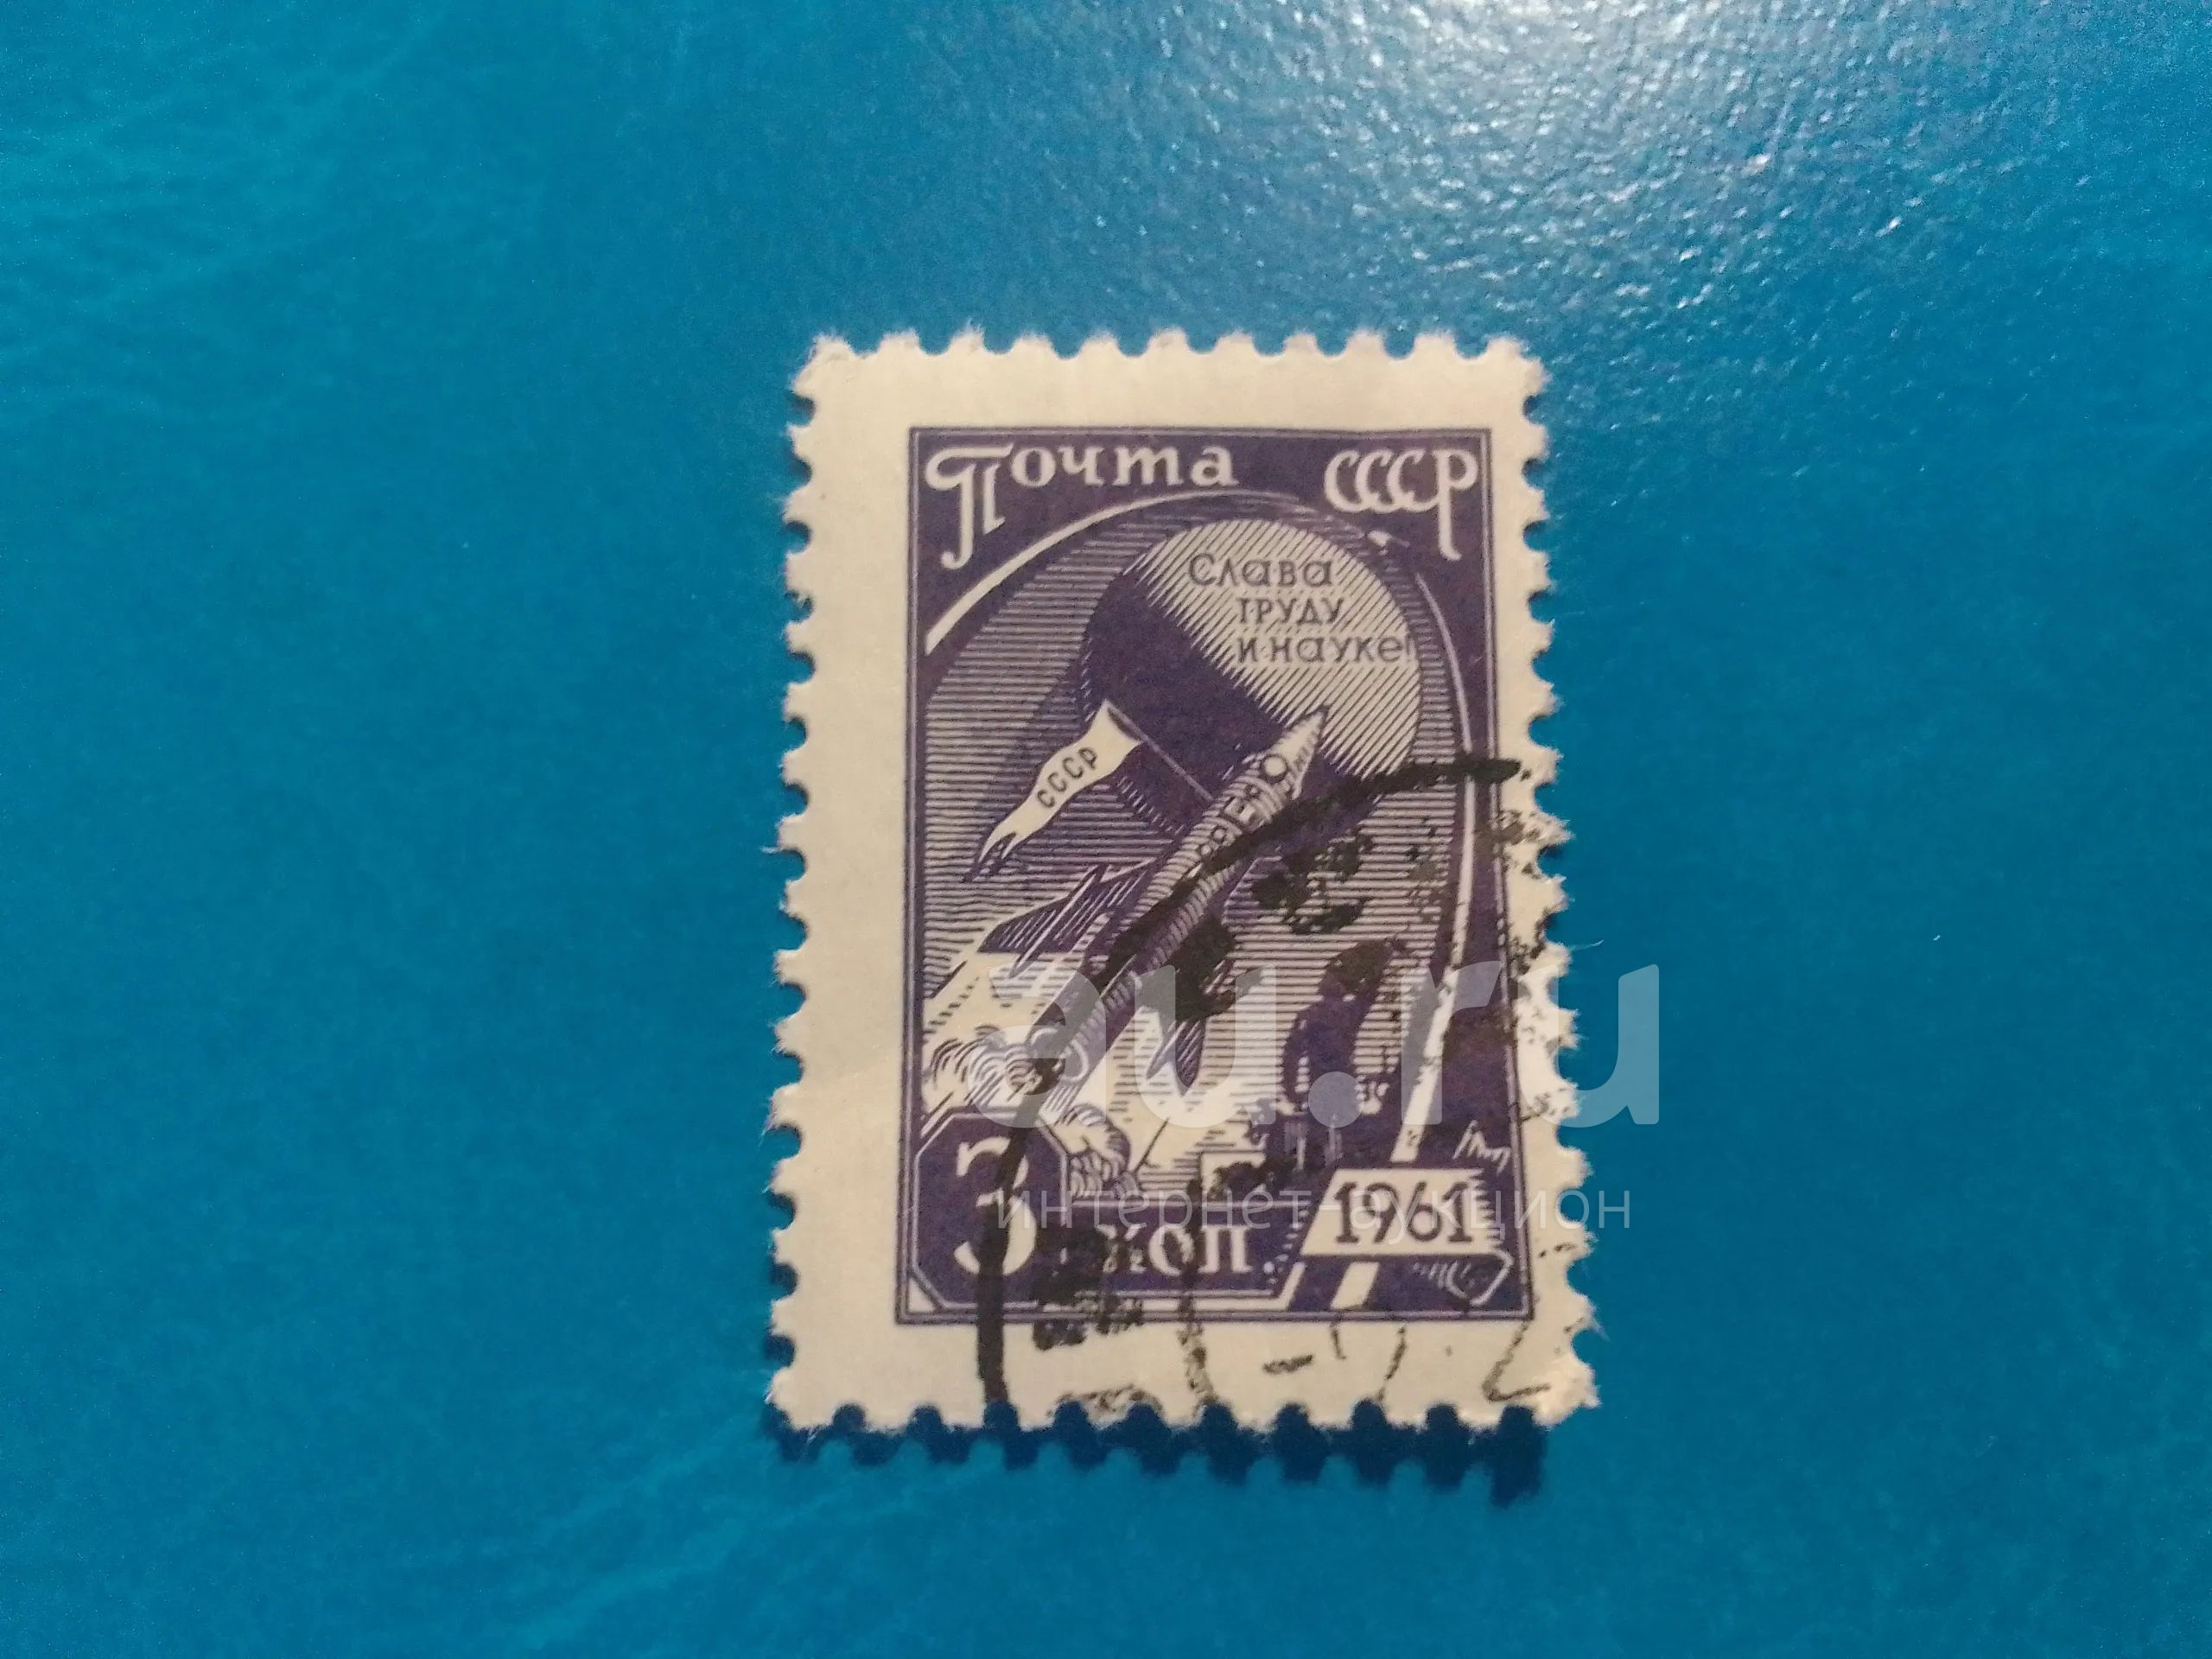 Почта СССР
Слава
труду
и науке!
СССР
au.ru
интернет-аукцион
1961
3 коп.